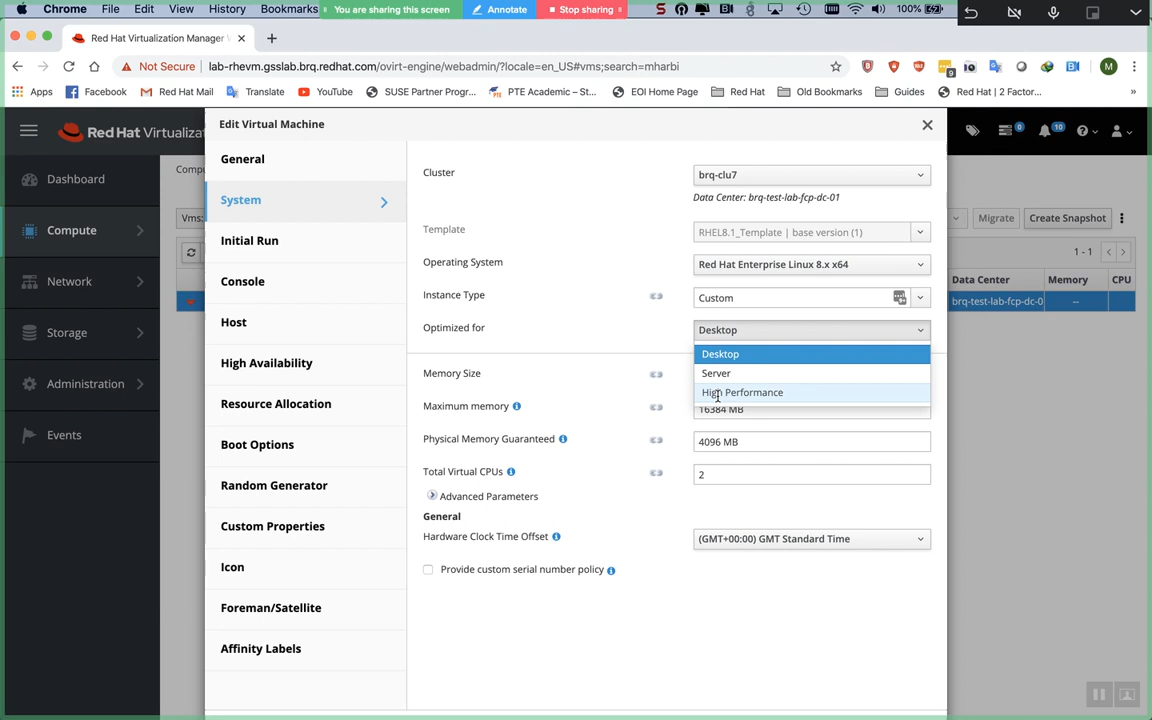 Chrome File Edit View History Bookmarks
You are sharing this screen Annotate Stop sharing
100%
Red Hat Virtualization Manager
Not Secure lab-rhevm.gsslab.brq.redhat.com/ovirt-engine/webadmin/?locale=en_US#vms;search=mharbi
9
M
Apps Facebook Red Hat Mail Translate YouTube SUSE Partner Progr... PTE Academic – St... EOI Home Page Red Hat Old Bookmarks Guides Red Hat | 2 Factor... »
Red Hat Virtualiza
0 10
Dashboard
Compute
Network
Storage
Administration
Events
Compu
Vms:
Migrate Create Snapshot
1 - 1
Data Center Memory CPU
brq-test-lab-fcp-dc-0 --
Edit Virtual Machine
General
System
Initial Run
Console
Host
High Availability
Resource Allocation
Boot Options
Random Generator
Custom Properties
Icon
Foreman/Satellite
Affinity Labels
Cluster brq-clu7
Data Center: brq-test-lab-fcp-dc-01
Template RHEL8.1_Template | base version (1)
Operating System Red Hat Enterprise Linux 8.x x64
Instance Type Custom
Optimized for Desktop
Desktop
Server
High Performance
Memory Size
Maximum memory 16384 MB
Physical Memory Guaranteed 4096 MB
Total Virtual CPUs 2
Advanced Parameters
General
Hardware Clock Time Offset (GMT+00:00) GMT Standard Time
Provide custom serial number policy